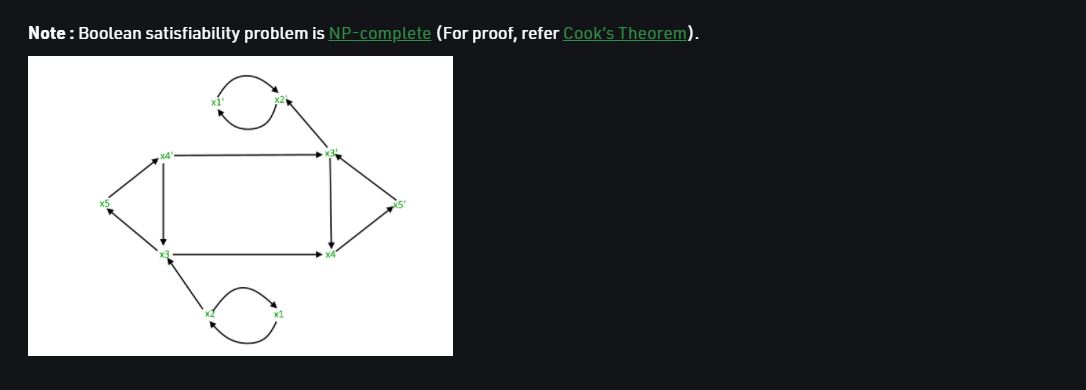 Note : Boolean satisfiability problem is NP-complete (For proof, refer Cook's Theorem).
x1' x2'
x4' x3'
x5 x5'
x3 x4
x2 x1